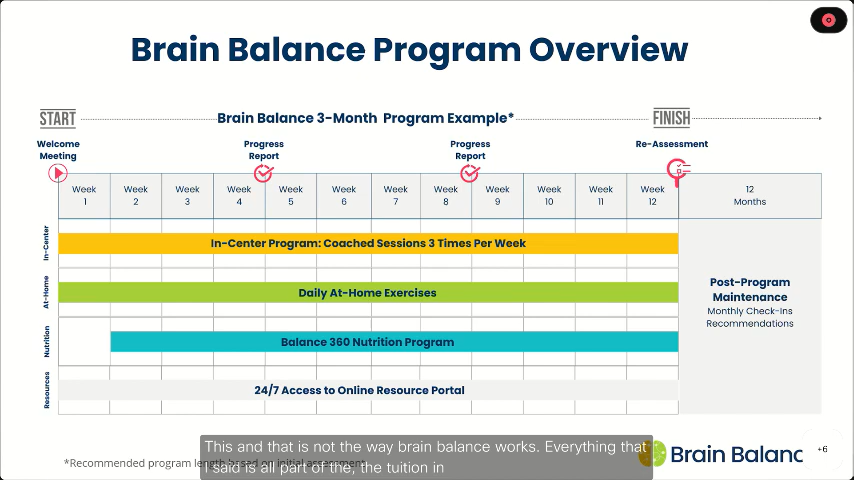 Brain Balance Program Overview
START
Brain Balance 3-Month Program Example*
FINISH
Welcome
Meeting
Progress
Report
Progress
Report
Re-Assessment
Week
1
Week
2
Week
3
Week
4
Week
5
Week
6
Week
7
Week
8
Week
9
Week
10
Week
11
Week
12
12
Months
In-Center
In-Center Program: Coached Sessions 3 Times Per Week
At-Home
Daily At-Home Exercises
Post-Program
Maintenance
Monthly Check-Ins
Recommendations
Nutrition
Balance 360 Nutrition Program
Resources
24/7 Access to Online Resource Portal
This and that is not the way brain balance works. Everything that
I said is all part of the, the tuition in
*Recommended program length based on initial assessment
Brain Balanc
+6